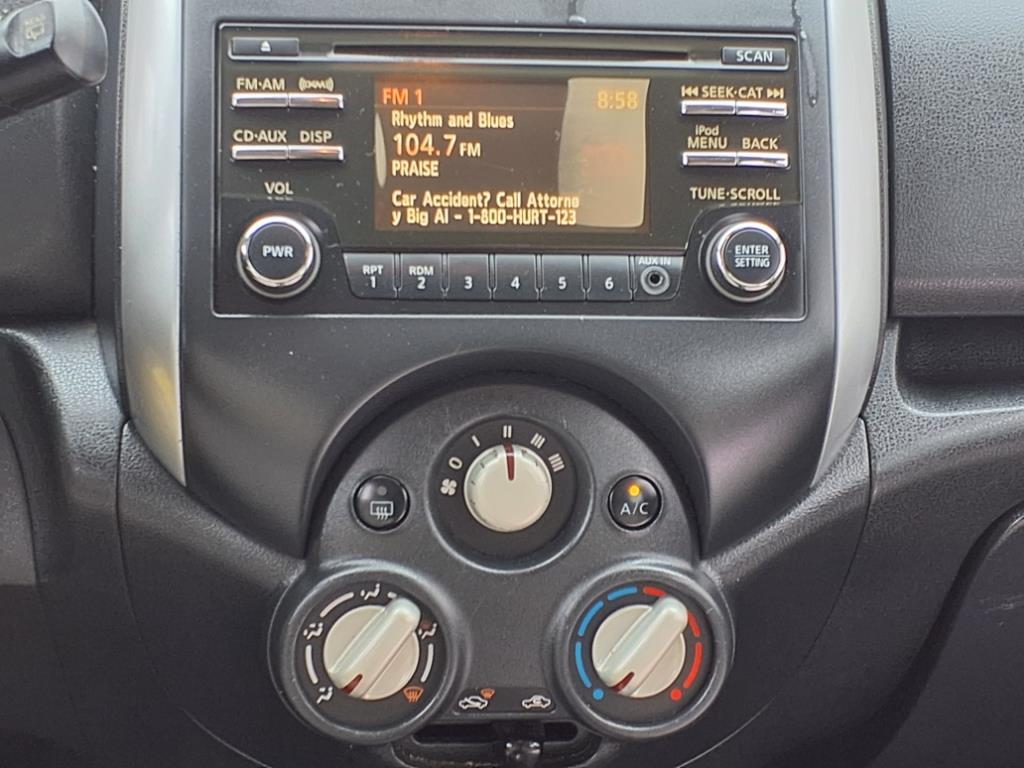 SCAN
FM·AM
SEEK·CAT
CD·AUX DISP
iPod
MENU BACK
VOL
TUNE·SCROLL
FM 1 8:58
Rhythm and Blues
104.7 FM
PRAISE
Car Accident? Call Attorne
y Big Al - 1-800-HURT-123
PWR
ENTER
SETTING
RPT
1
RDM
2
3
4
5
6
AUX IN
0 I II III IIII
A/C